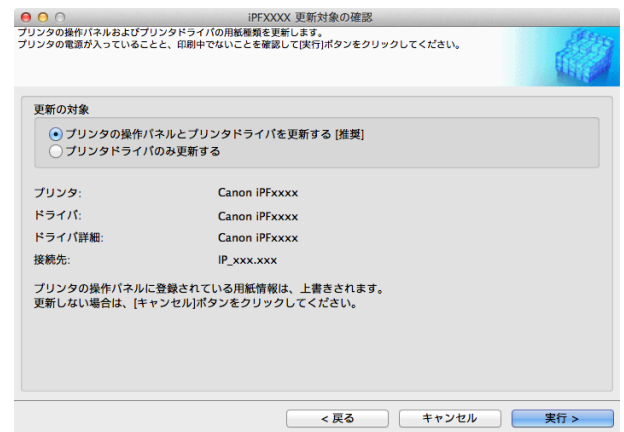 iPFXXXX 更新対象の確認
プリンタの操作パネルおよびプリンタドライバの用紙種類を更新します。
プリンタの電源が入っていることと、印刷中でないことを確認して[実行]ボタンをクリックしてください。
更新の対象
プリンタの操作パネルとプリンタドライバを更新する [推奨]
プリンタドライバのみ更新する
プリンタ: Canon iPFxxxx
ドライバ: Canon iPFxxxx
ドライバ詳細: Canon iPFxxxx
接続先: IP_xxx.xxx
プリンタの操作パネルに登録されている用紙情報は、上書きされます。
更新しない場合は、[キャンセル]ボタンをクリックしてください。
< 戻る キャンセル 実行 >